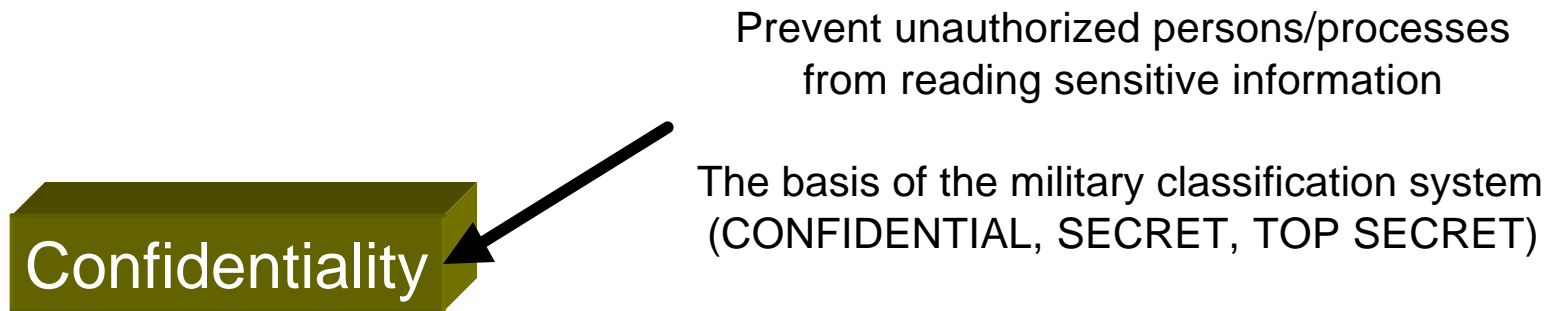 Prevent unauthorized persons/processes
from reading sensitive information
The basis of the military classification system
(CONFIDENTIAL, SECRET, TOP SECRET)
Confidentiality